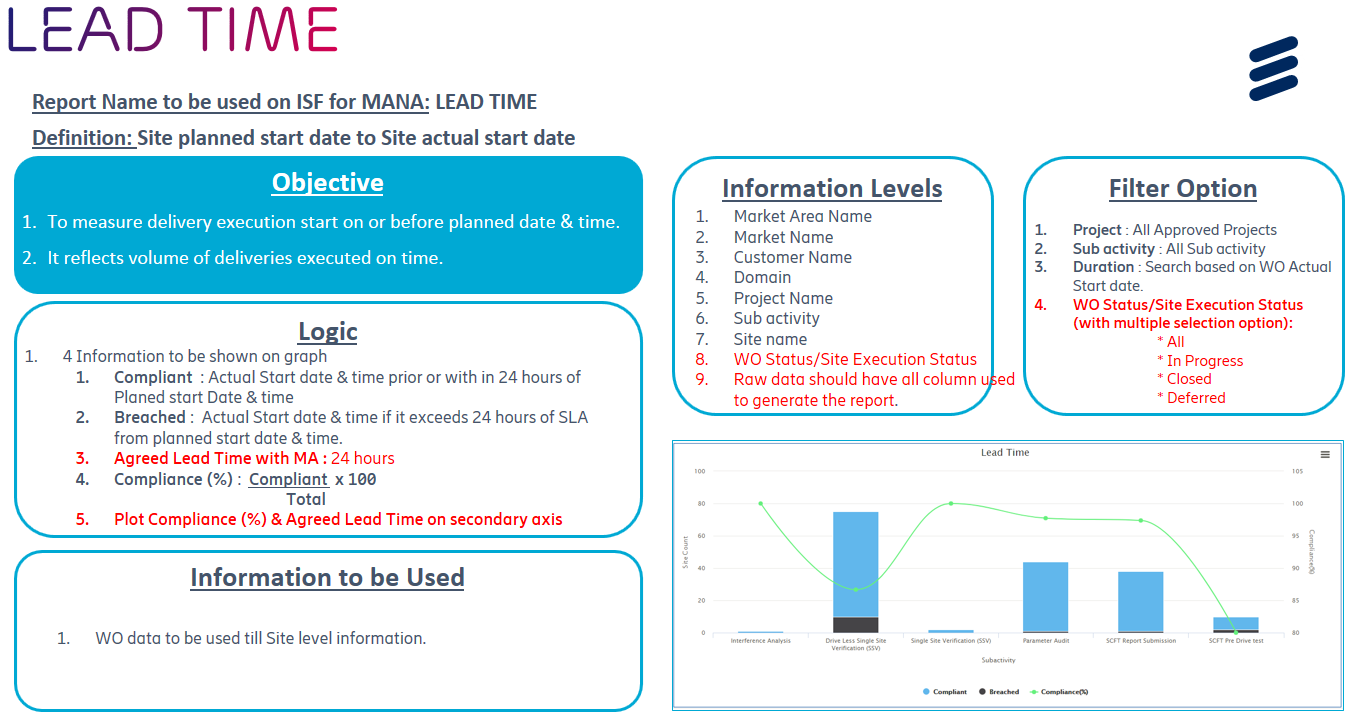 LEAD TIME
Report Name to be used on ISF for MANA: LEAD TIME
Definition: Site planned start date to Site actual start date
Objective
1. To measure delivery execution start on or before planned date & time.
2. It reflects volume of deliveries executed on time.
Logic
1. 4 Information to be shown on graph
1. Compliant : Actual Start date & time prior or with in 24 hours of
Planed start Date & time
2. Breached : Actual Start date & time if it exceeds 24 hours of SLA
from planned start date & time.
3. Agreed Lead Time with MA : 24 hours
4. Compliance (%) : Compliant x 100
Total
5. Plot Compliance (%) & Agreed Lead Time on secondary axis
Information to be Used
1. WO data to be used till Site level information.
Information Levels
1. Market Area Name
2. Market Name
3. Customer Name
4. Domain
5. Project Name
6. Sub activity
7. Site name
8. WO Status/Site Execution Status
9. Raw data should have all column used
to generate the report.
Filter Option
1. Project : All Approved Projects
2. Sub activity : All Sub activity
3. Duration : Search based on WO Actual
Start date.
4. WO Status/Site Execution Status
(with multiple selection option):
* All
* In Progress
* Closed
* Deferred
Lead Time
100
80
60
40
20
0
Site Count
105
100
95
90
85
80
Compliance(%)
Interference Analysis
Drive Less Single Site
Verification (SSV)
Single Site Verification (SSV)
Parameter Audit
SCFT Report Submission
SCFT Pre Drive test
Subactivity
Compliant Breached Compliance(%)